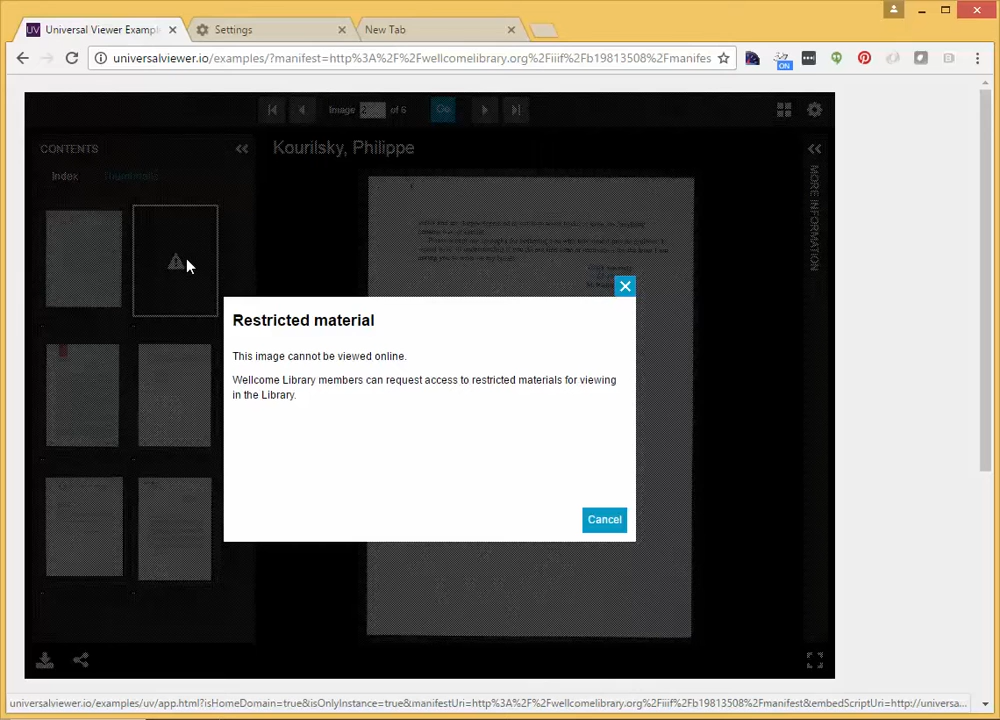 Universal Viewer Exampl
Settings
New Tab
universalviewer.io/examples/?manifest=http%3A%2F%2Fwellcomelibrary.org%2Fiiif%2Fb19813508%2Fmanifes
ON
Image 2 of 6
Go
CONTENTS
Kourilsky, Philippe
Index
Thumbnails
MORE INFORMATION
Restricted material
This image cannot be viewed online.
Wellcome Library members can request access to restricted materials for viewing
in the Library.
Cancel
universalviewer.io/examples/uv/app.html?isHomeDomain=true&isOnlyInstance=true&manifestUri=http%3A%2F%2Fwellcomelibrary.org%2Fiiif%2Fb19813508%2Fmanifest&embedScriptUri=http://universa...